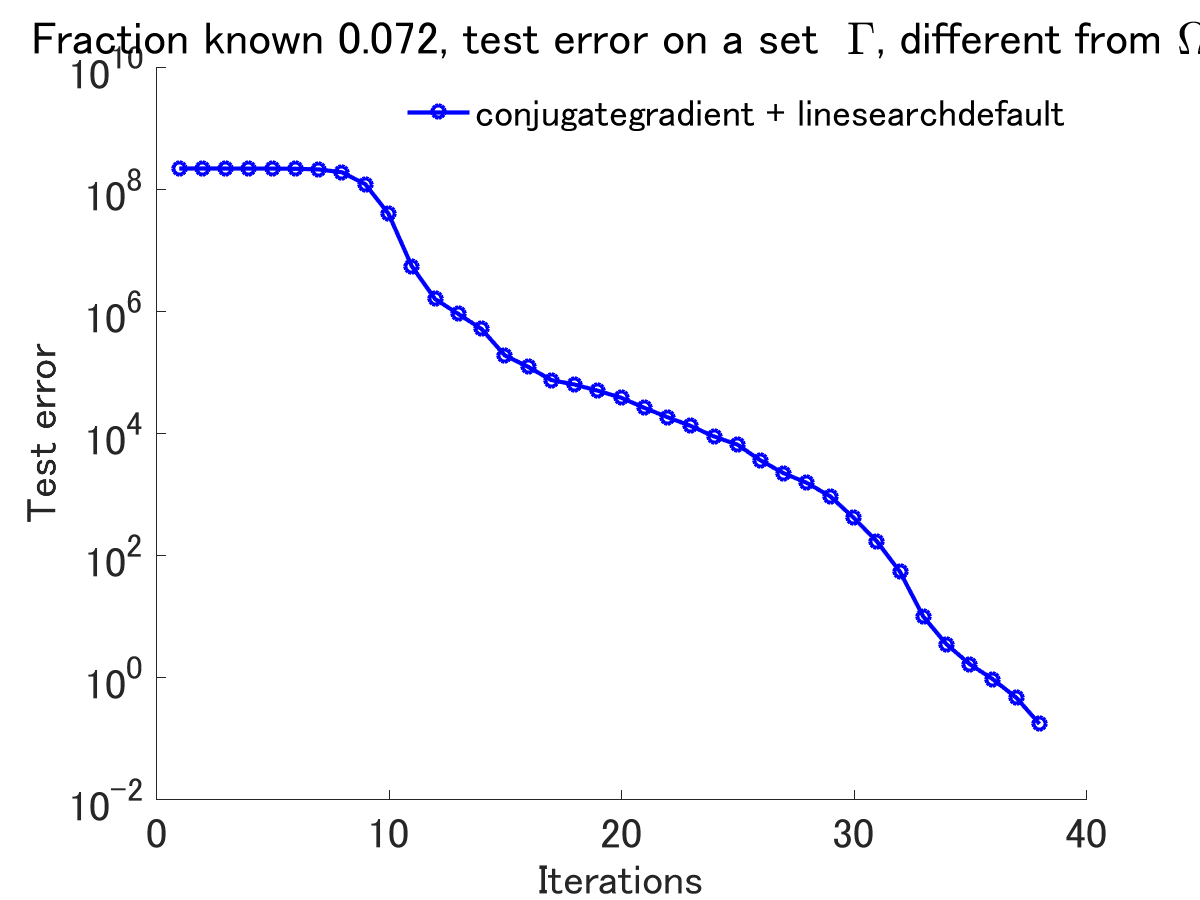 Fraction known 0.072, test error on a set Γ, different from Ω
10^10
conjugategradient + linesearchdefault
10^8
10^6
10^4
10^2
10^0
10^−2
Test error
0 10 20 30 40
Iterations